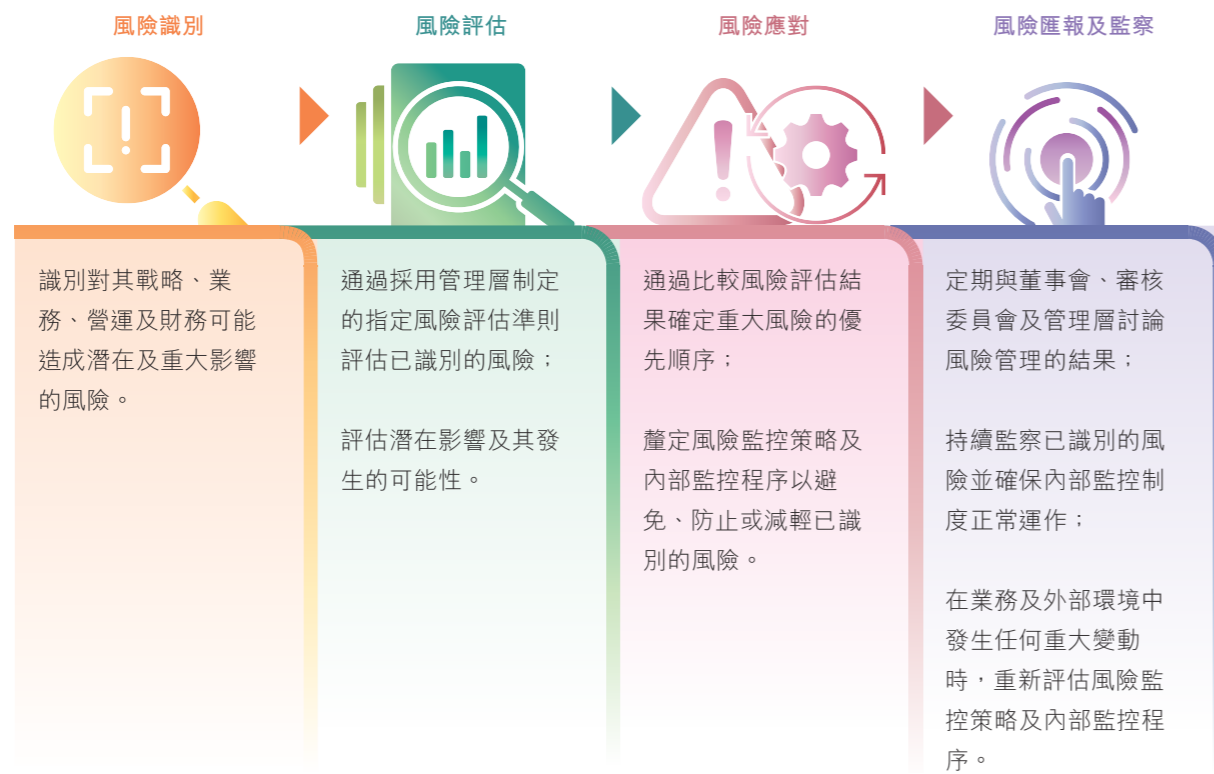 風險識別
風險評估
風險應對
風險匯報及監察
識別對其戰略、業
務、營運及財務可能
造成潛在及重大影響
的風險。
通過採用管理層制定
的指定風險評估準則
評估已識別的風險；
評估潛在影響及其發
生的可能性。
通過比較風險評估結
果確定重大風險的優
先順序；
釐定風險監控策略及
內部監控程序以避
免、防止或減輕已識
別的風險。
定期與董事會、審核
委員會及管理層討論
風險管理的結果；
持續監察已識別的風
險並確保內部監控制
度正常運作；
在業務及外部環境中
發生任何重大變動
時，重新評估風險監
控策略及內部監控程
序。